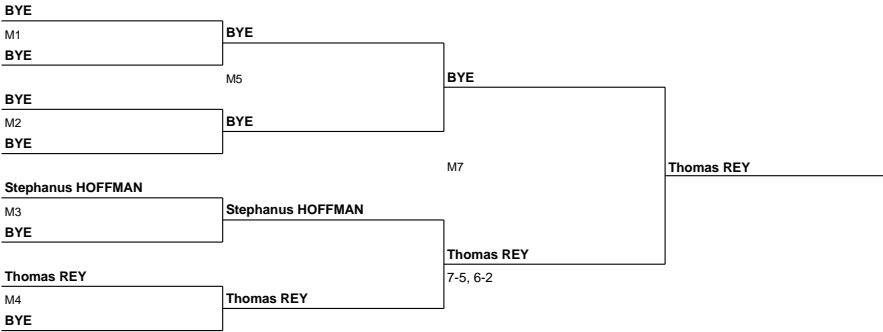 BYE
M1
BYE
BYE
M5
BYE
M2
BYE
BYE
BYE
M7
Thomas REY
Stephanus HOFFMAN
M3
BYE
Stephanus HOFFMAN
Thomas REY
7-5, 6-2
Thomas REY
M4
BYE
Thomas REY